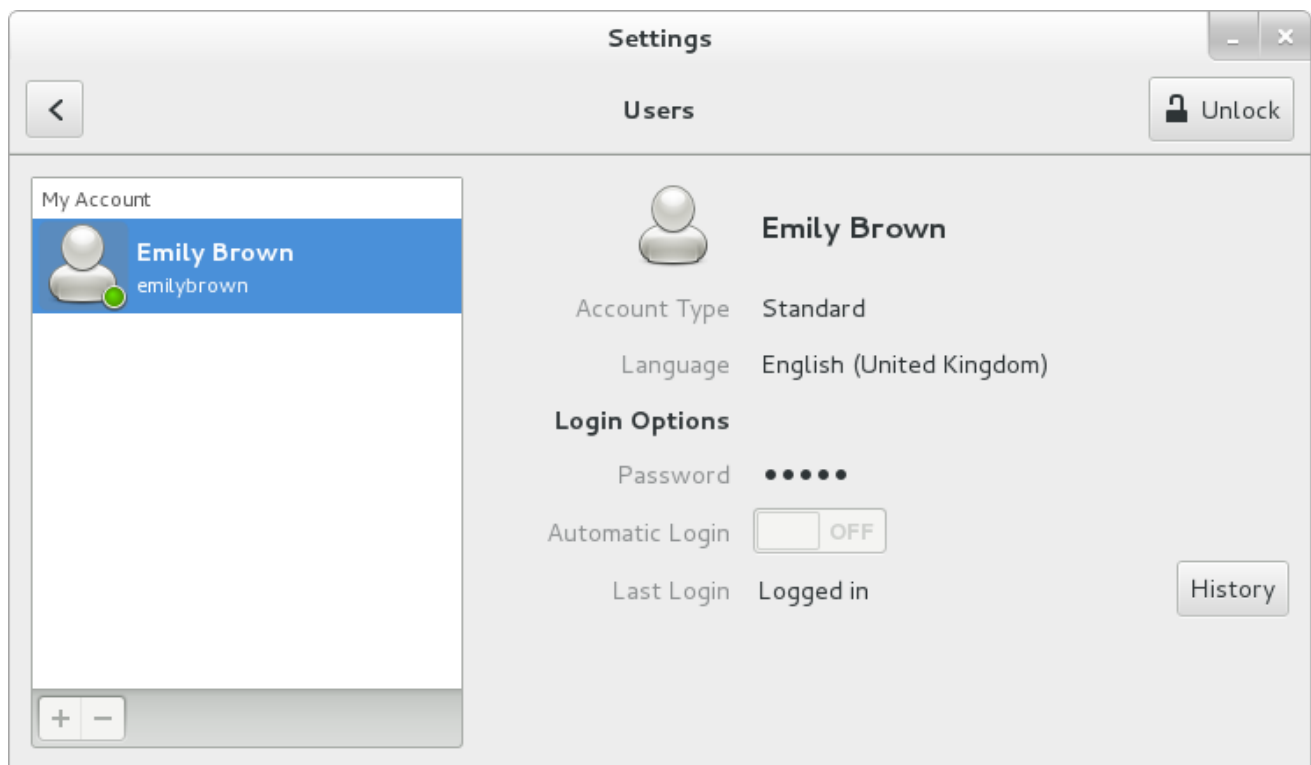 Settings
Users
Unlock
My Account
Emily Brown
emilybrown
Emily Brown
Account Type Standard
Language English (United Kingdom)
Login Options
Password •••••
Automatic Login OFF
Last Login Logged in
History